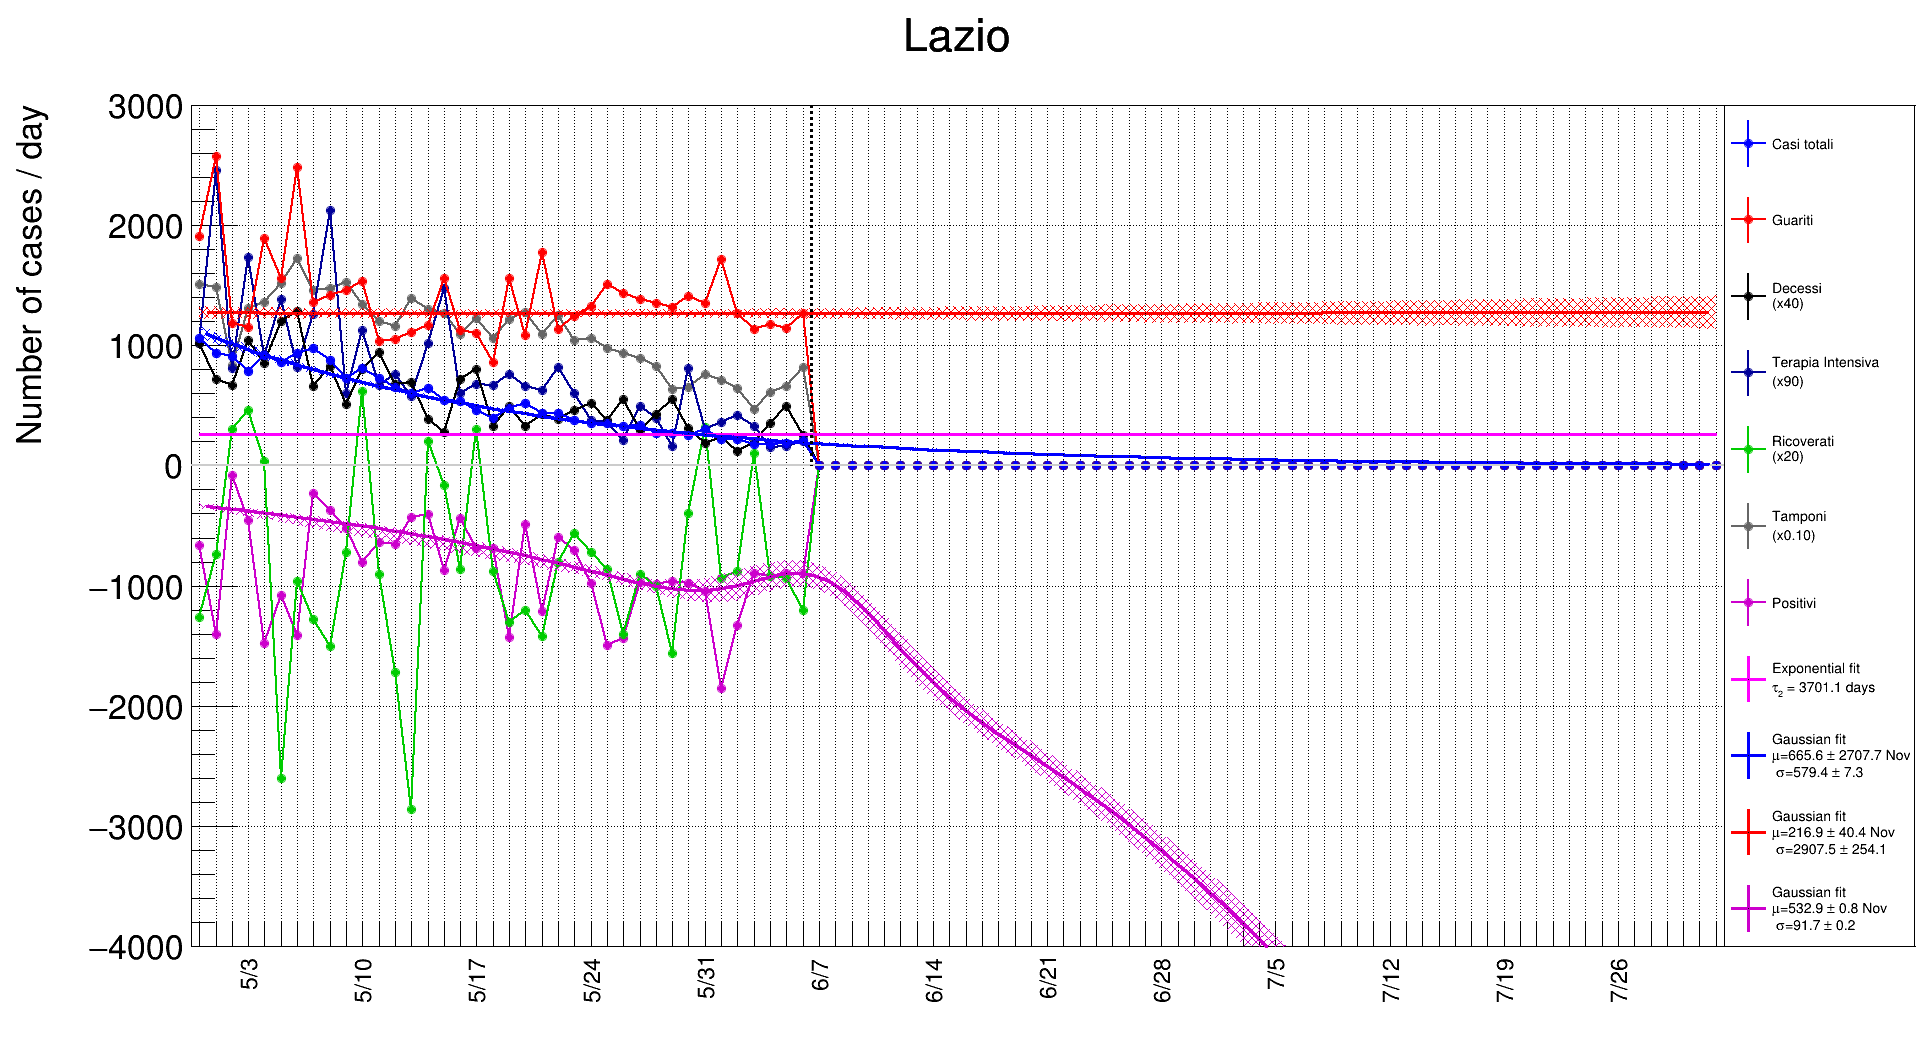 Lazio
Number of cases / day
3000
2000
1000
0
−1000
−2000
−3000
−4000
5/3
5/10
5/17
5/24
5/31
6/7
6/14
6/21
6/28
7/5
7/12
7/19
7/26
Casi totali
Guariti
Decessi
(x40)
Terapia Intensiva
(x90)
Ricoverati
(x20)
Tamponi
(x0.10)
Positivi
Exponential fit
τ₂ = 3701.1 days
Gaussian fit
μ=665.6 ± 2707.7 Nov
σ=579.4 ± 7.3
Gaussian fit
μ=216.9 ± 40.4 Nov
σ=2907.5 ± 254.1
Gaussian fit
μ=532.9 ± 0.8 Nov
σ=91.7 ± 0.2